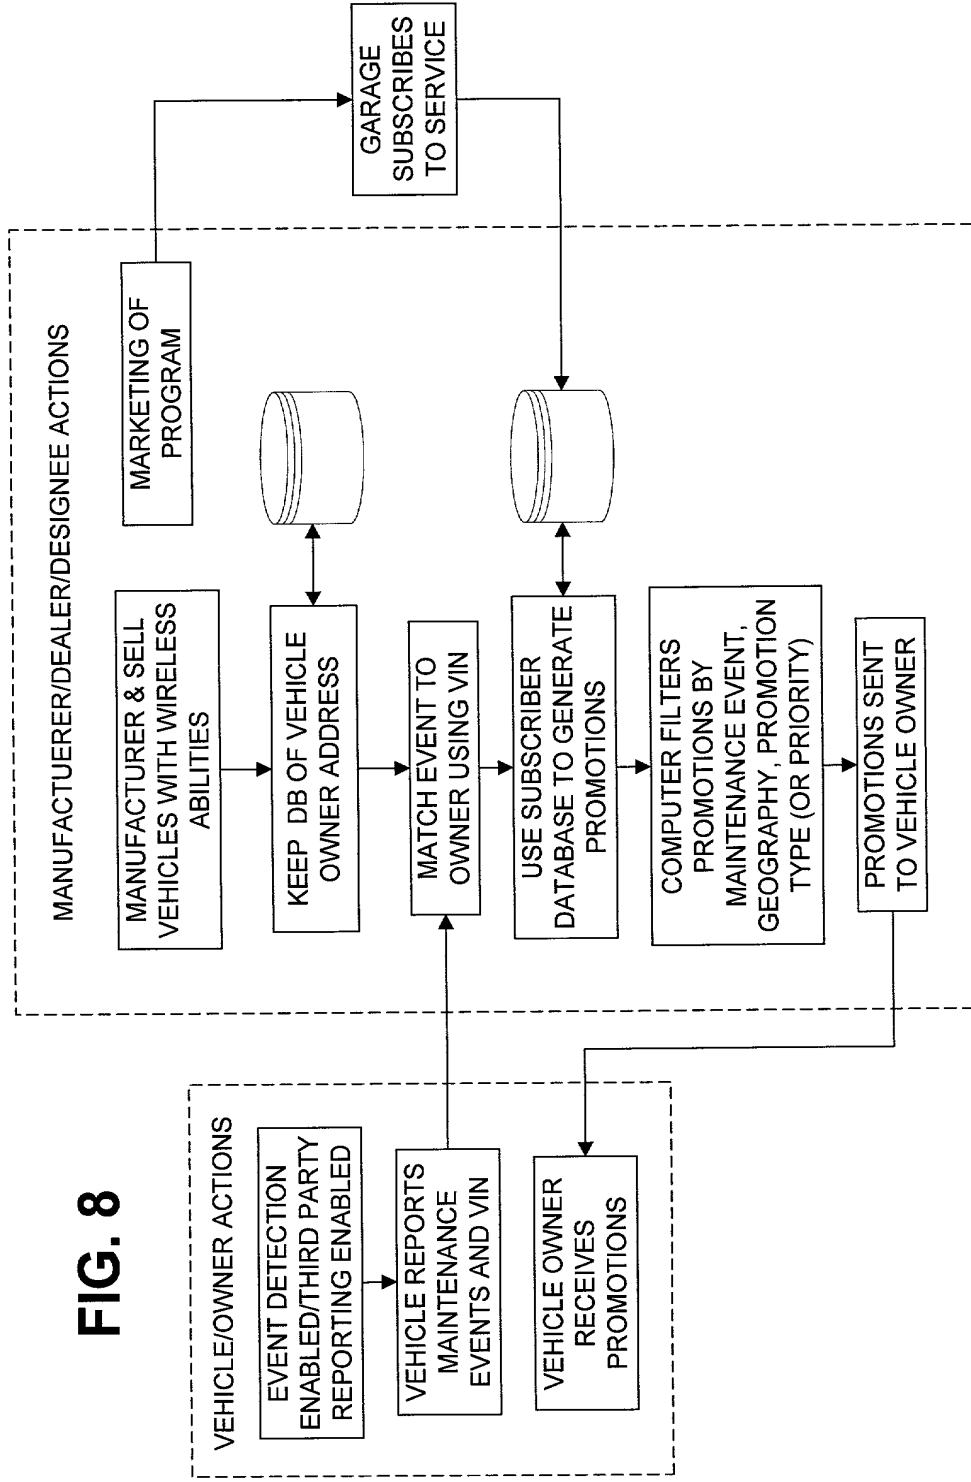 FIG. 8
VEHICLE/OWNER ACTIONS
EVENT DETECTION
ENABLED/THIRD PARTY
REPORTING ENABLED
VEHICLE REPORTS
MAINTENANCE
EVENTS AND VIN
VEHICLE OWNER
RECEIVES
PROMOTIONS
MANUFACTUERER/DEALER/DESIGNEE ACTIONS
MANUFACTURER & SELL
VEHICLES WITH WIRELESS
ABILITIES
KEEP DB OF VEHICLE
OWNER ADDRESS
MATCH EVENT TO
OWNER USING VIN
USE SUBSCRIBER
DATABASE TO GENERATE
PROMOTIONS
COMPUTER FILTERS
PROMOTIONS BY
MAINTENANCE EVENT,
GEOGRAPHY, PROMOTION
TYPE (OR PRIORITY)
PROMOTIONS SENT
TO VEHICLE OWNER
MARKETING OF
PROGRAM
GARAGE
SUBSCRIBES
TO SERVICE